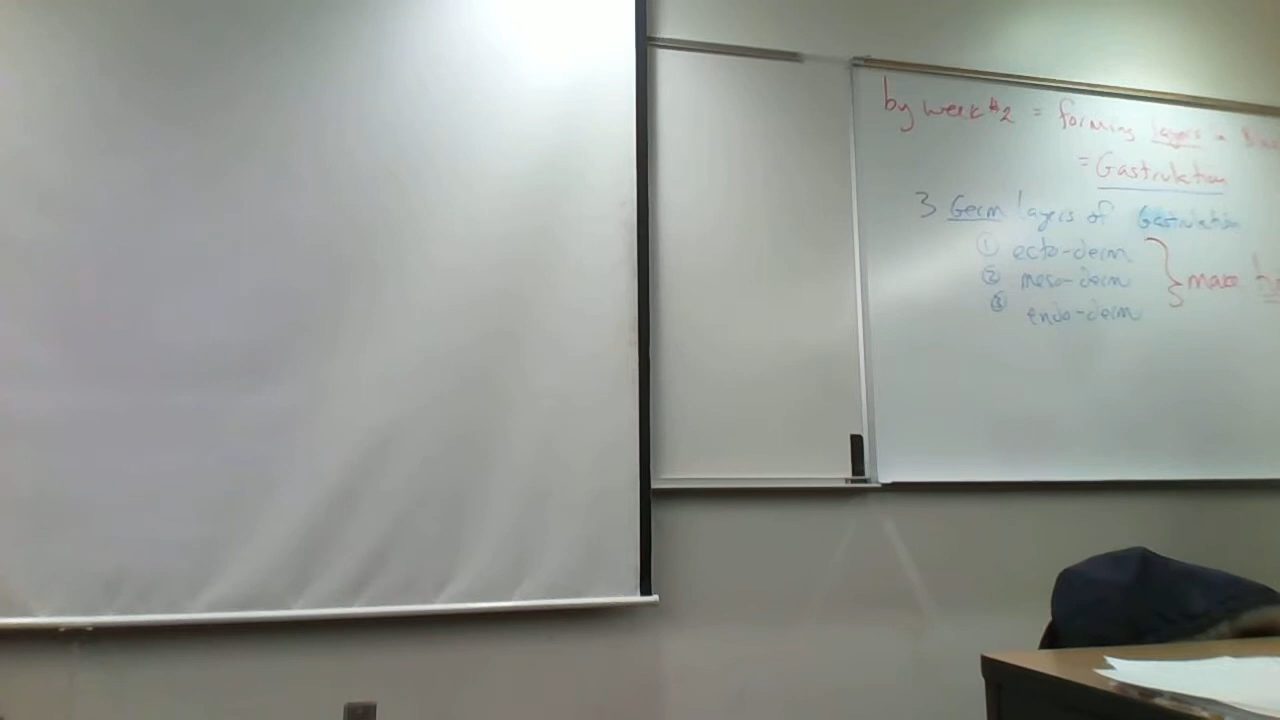 by week #2 = forming layers
= Gastrulation
3 Germ layers of Gastrulation
① ecto-derm
② meso-derm } make
③ endo-derm